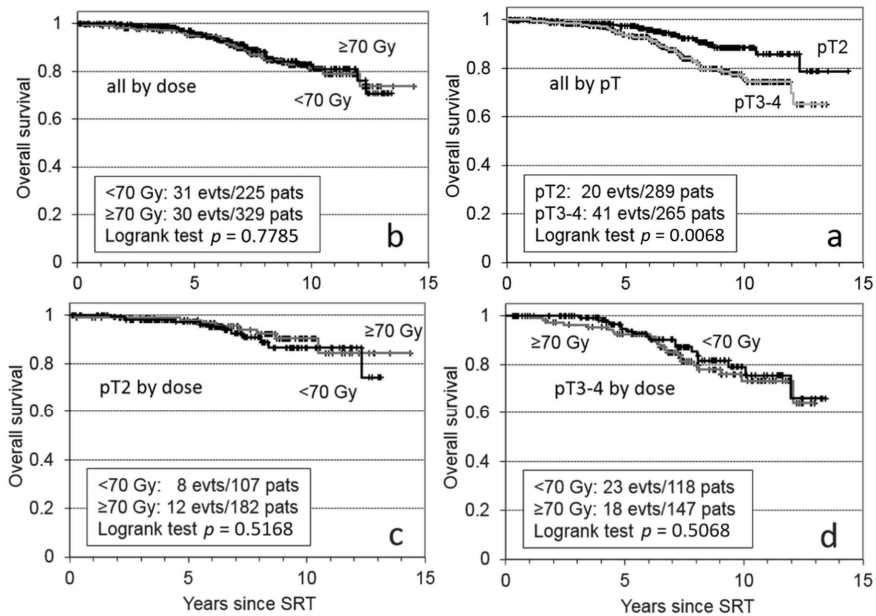 Overall survival
1
0.8
0.6
0.4
0.2
0
≥70 Gy
all by dose
<70 Gy
<70 Gy: 31 evts/225 pats
≥70 Gy: 30 evts/329 pats
Logrank test p = 0.7785
b
0 5 10 15
Overall survival
1
0.8
0.6
0.4
0.2
0
pT2
all by pT
pT3-4
pT2: 20 evts/289 pats
pT3-4: 41 evts/265 pats
Logrank test p = 0.0068
a
0 5 10 15
Overall survival
1
0.8
0.6
0.4
0.2
0
≥70 Gy
pT2 by dose
<70 Gy
<70 Gy: 8 evts/107 pats
≥70 Gy: 12 evts/182 pats
Logrank test p = 0.5168
c
0 5 10 15
Years since SRT
Overall survival
1
0.8
0.6
0.4
0.2
0
≥70 Gy
<70 Gy
pT3-4 by dose
<70 Gy: 23 evts/118 pats
≥70 Gy: 18 evts/147 pats
Logrank test p = 0.5068
d
0 5 10 15
Years since SRT